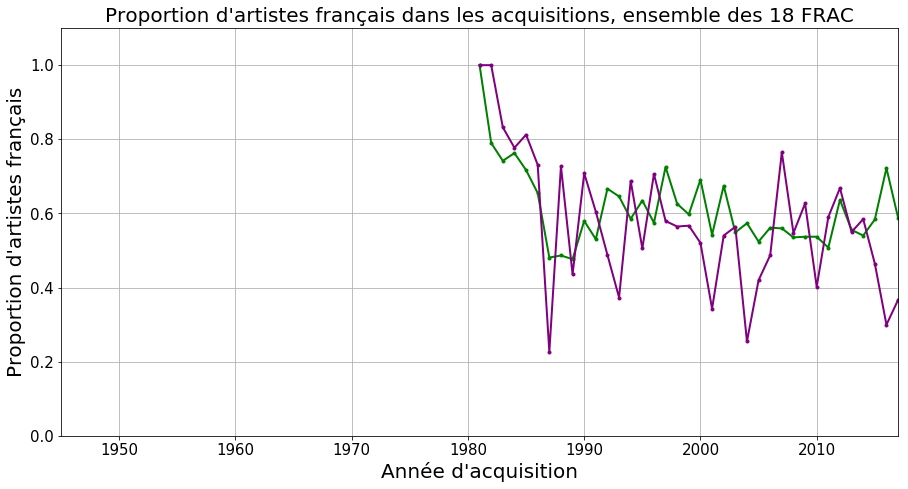 Proportion d'artistes français dans les acquisitions, ensemble des 18 FRAC
Proportion d'artistes français
1.0
0.8
0.6
0.4
0.2
0.0
1950 1960 1970 1980 1990 2000 2010
Année d'acquisition